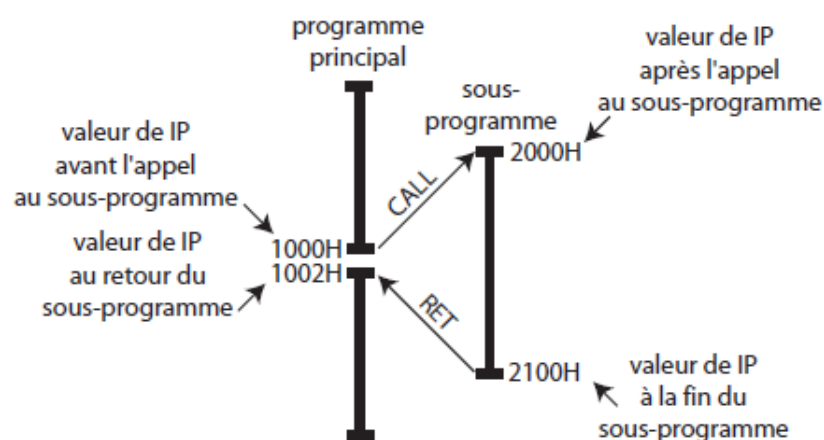 programme
principal
valeur de IP
après l'appel
au sous-programme
sous-
programme
2000H
valeur de IP
avant l'appel
au sous-programme
CALL
1000H
valeur de IP
au retour du
sous-programme
1002H
RET
2100H
valeur de IP
à la fin du
sous-programme